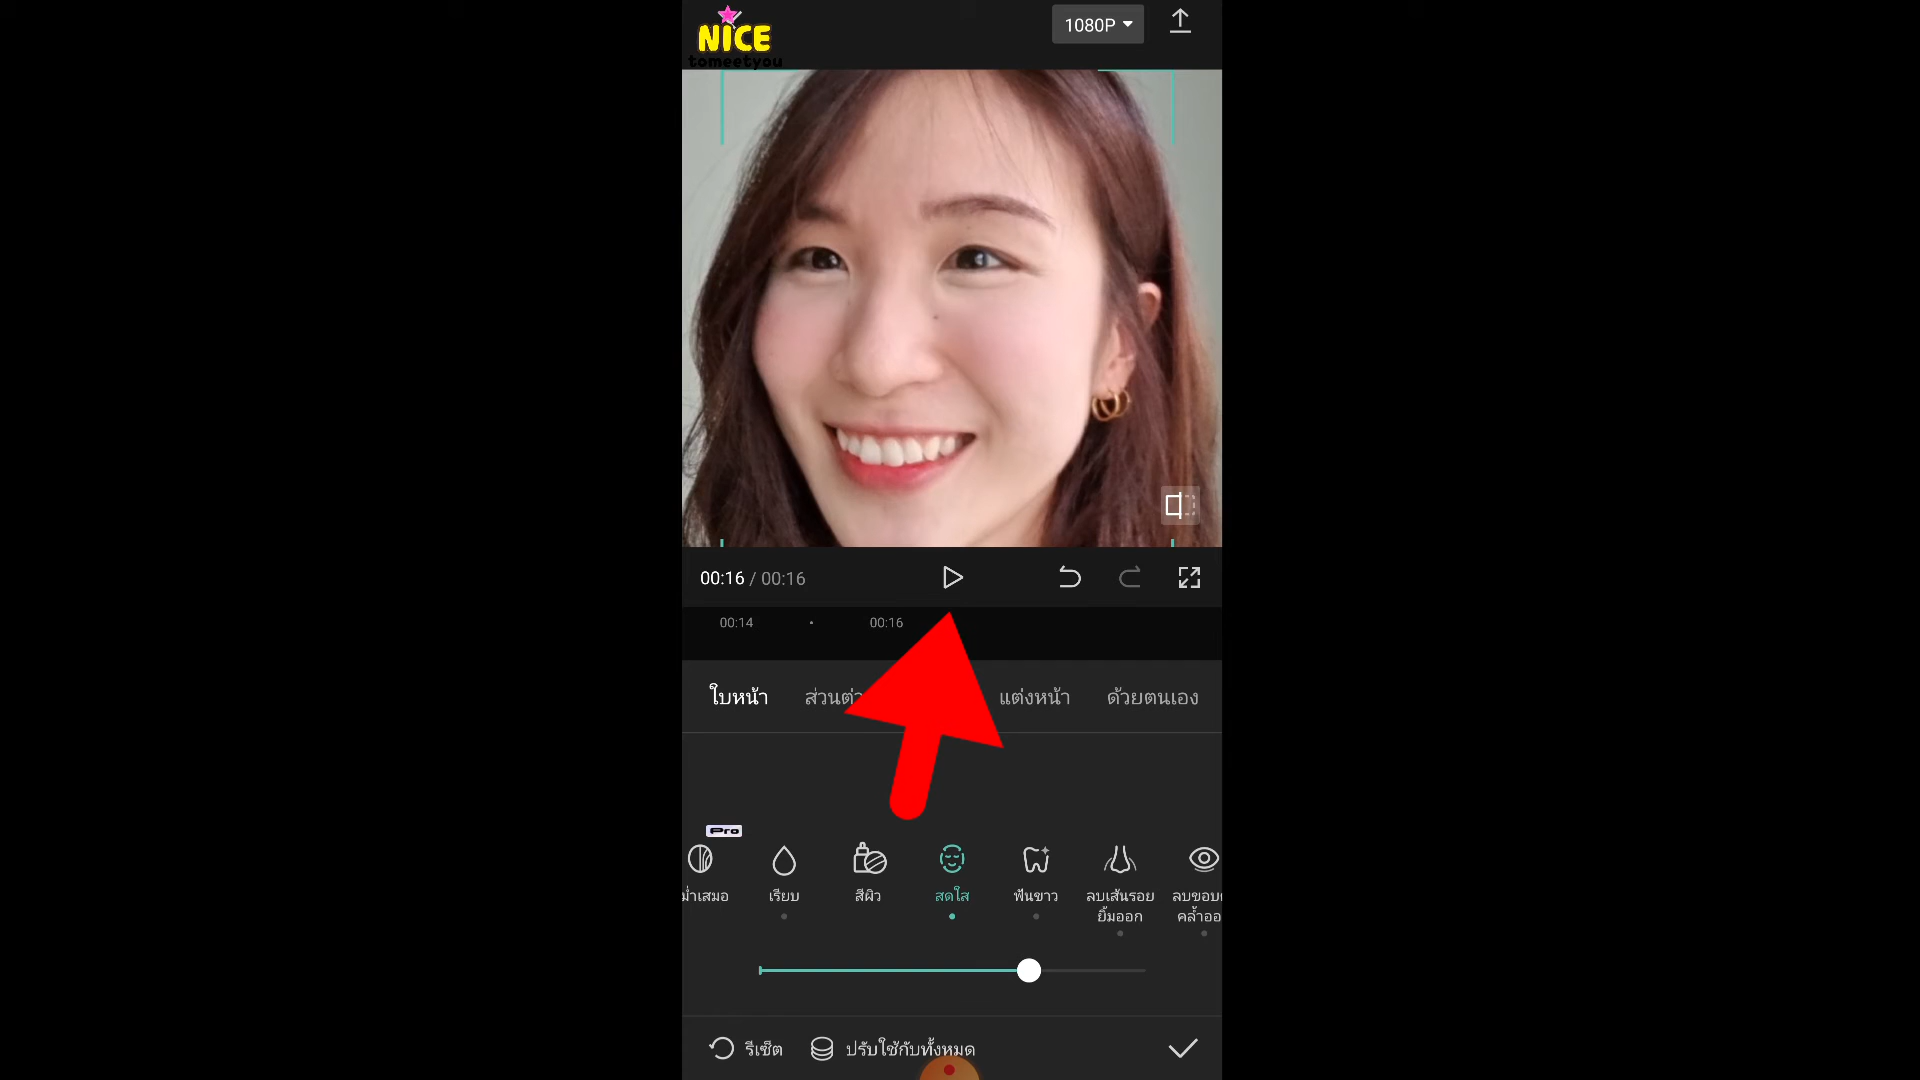 NICE
tomeetyou
1080P
00:16 / 00:16
00:14
00:16
ใบหน้า
แต่งหน้า
ด้วยตนเอง
Pro
เรียบ
สีผิว
สดใส
ฟันขาว
ลบเส้นรอย
ยิ้มออก
รีเซ็ต
ปรับใช้กับทั้งหมด